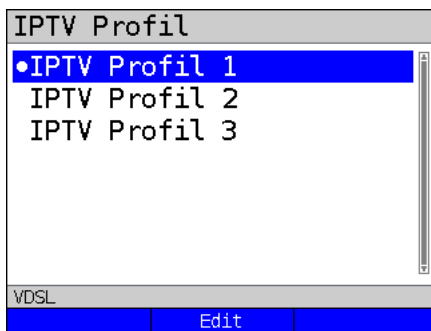 IPTV Profil
•IPTV Profil 1
IPTV Profil 2
IPTV Profil 3
VDSL
Edit